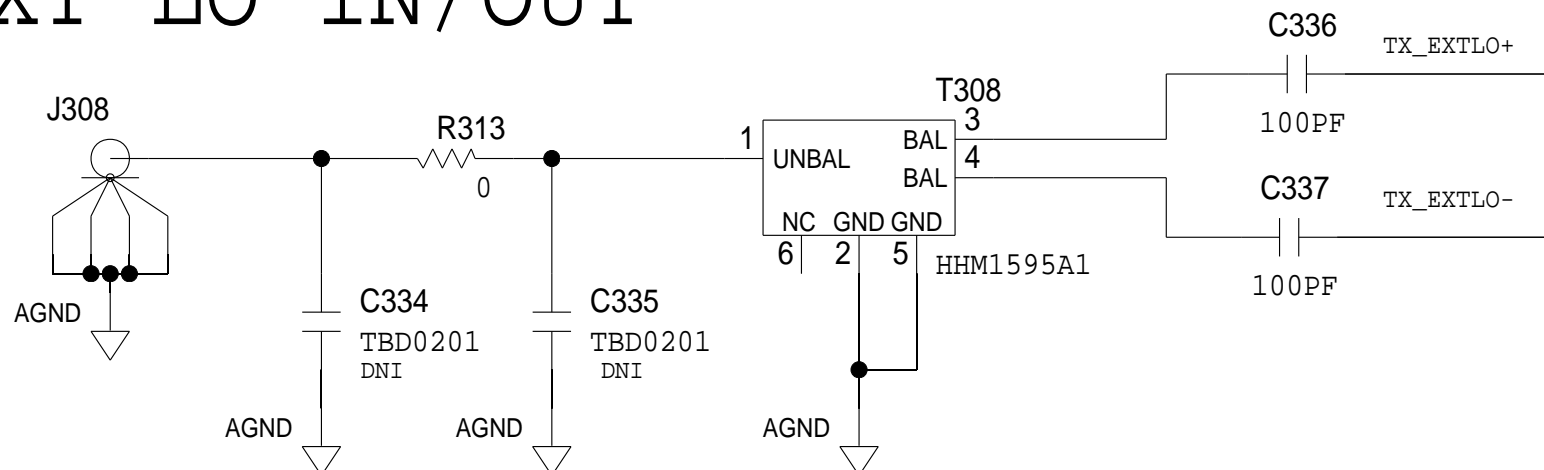 LO IN/OUT
C336
TX_EXTLO+
100PF
J308
R313
0
T308
1
UNBAL
BAL
3
BAL
4
NC
GND
GND
6
2
5
HHM1595A1
C337
TX_EXTLO-
100PF
AGND
C334
TBD0201
DNI
C335
TBD0201
DNI
AGND
AGND
AGND